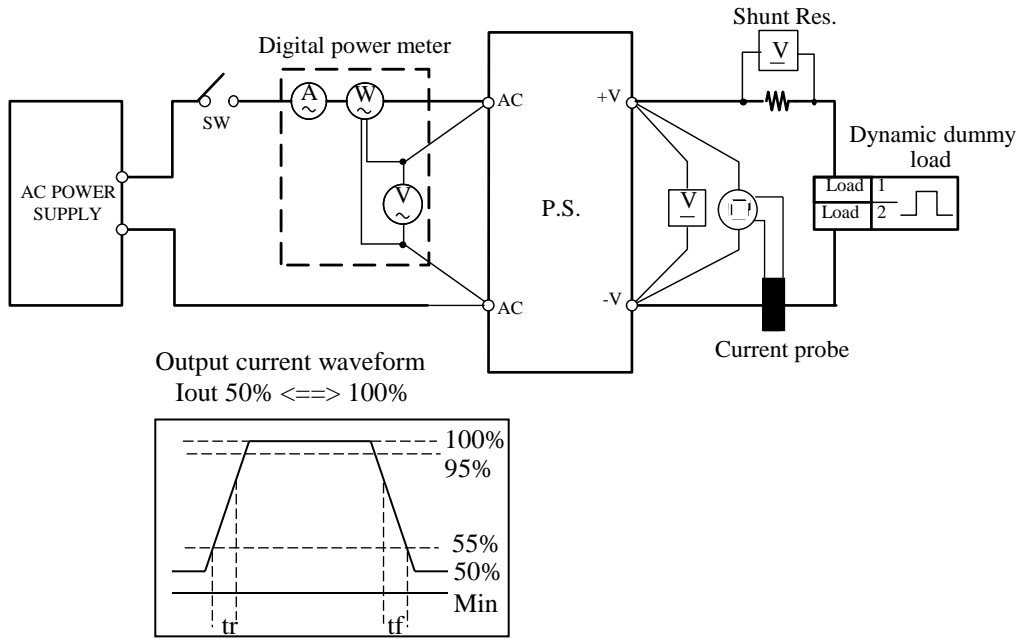 Shunt Res.
V
Digital power meter
A
W
AC
+V
SW
Dynamic dummy
load
Load 1
Load 2
AC POWER
SUPPLY
V
P.S.
V
AC
-V
Current probe
Output current waveform
Iout 50% <==> 100%
100%
95%
55%
50%
Min
tr
tf